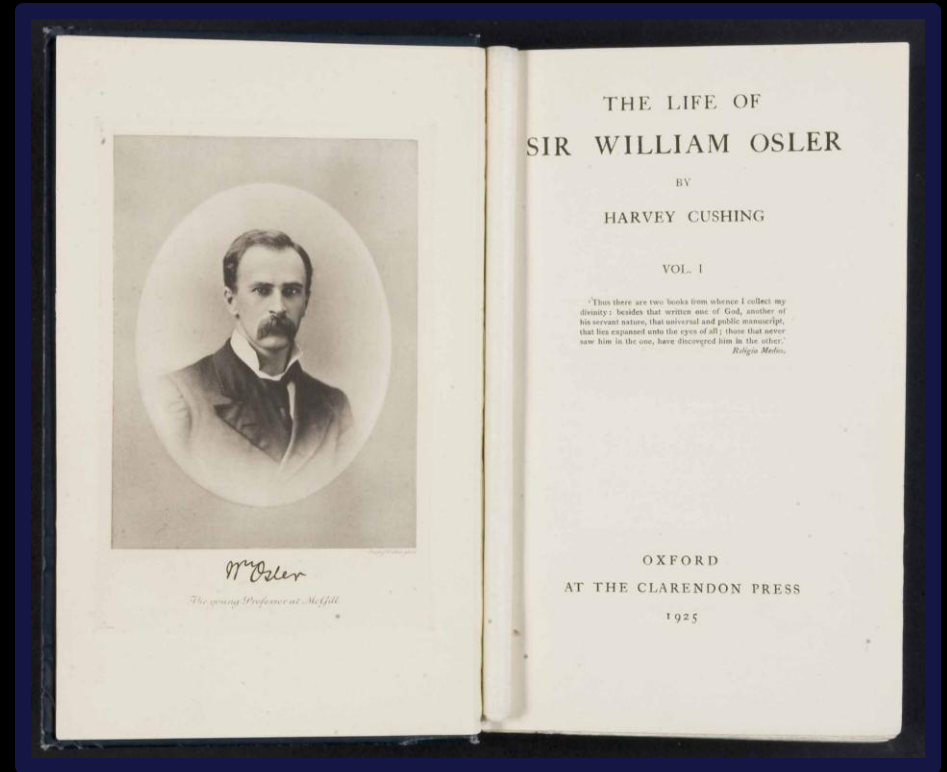 Wm Osler
The young Professor at McGill
THE LIFE OF
SIR WILLIAM OSLER
BY
HARVEY CUSHING
VOL. I
'Thus there are two books from whence I collect my
divinity: besides that written one of God, another of
his servant nature, that universal and public manuscript,
that lies expansed unto the eyes of all; those that never
saw him in the one, have discovered him in the other.'
Religio Medici.
OXFORD
AT THE CLARENDON PRESS
1925